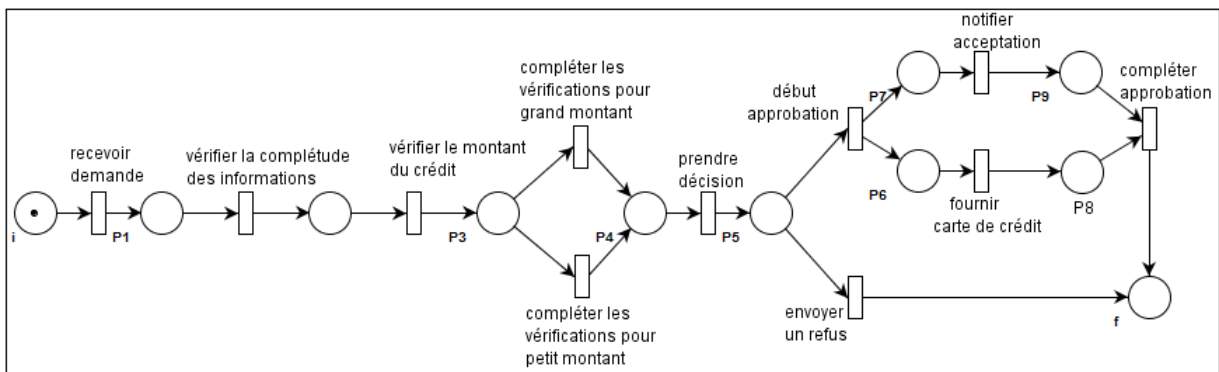 recevoir
demande
i
P1
vérifier la complétude
des informations
vérifier le montant
du crédit
P3
compléter les
vérifications pour
grand montant
compléter les
vérifications pour
petit montant
P4
prendre
décision
P5
début
approbation
envoyer
un refus
P7
P6
notifier
acceptation
fournir
carte de crédit
P9
P8
compléter
approbation
f